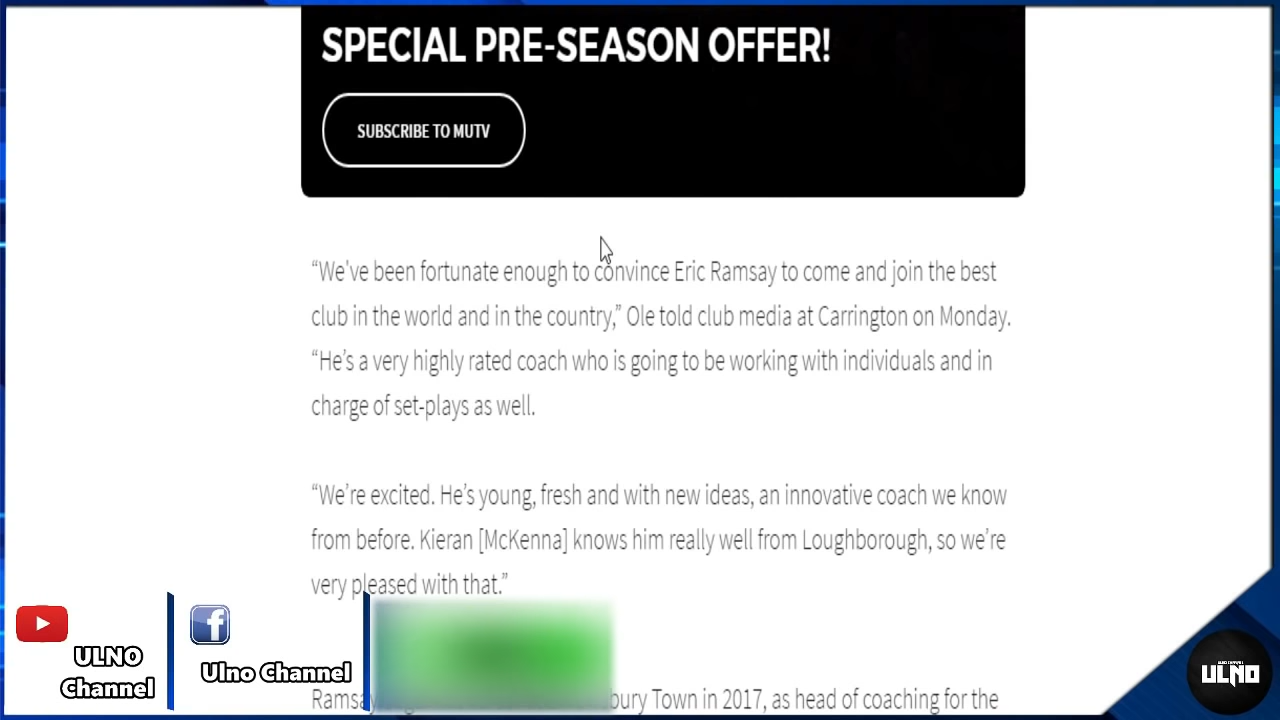 SPECIAL PRE-SEASON OFFER!
SUBSCRIBE TO MUTV
“We've been fortunate enough to convince Eric Ramsay to come and join the best
club in the world and in the country,” Ole told club media at Carrington on Monday.
“He’s a very highly rated coach who is going to be working with individuals and in
charge of set-plays as well.
“We’re excited. He’s young, fresh and with new ideas, an innovative coach we know
from before. Kieran [McKenna] knows him really well from Loughborough, so we’re
very pleased with that.”
ULNO
Channel
Ulno Channel
Town in 2017, as head of coaching for the
ULNO